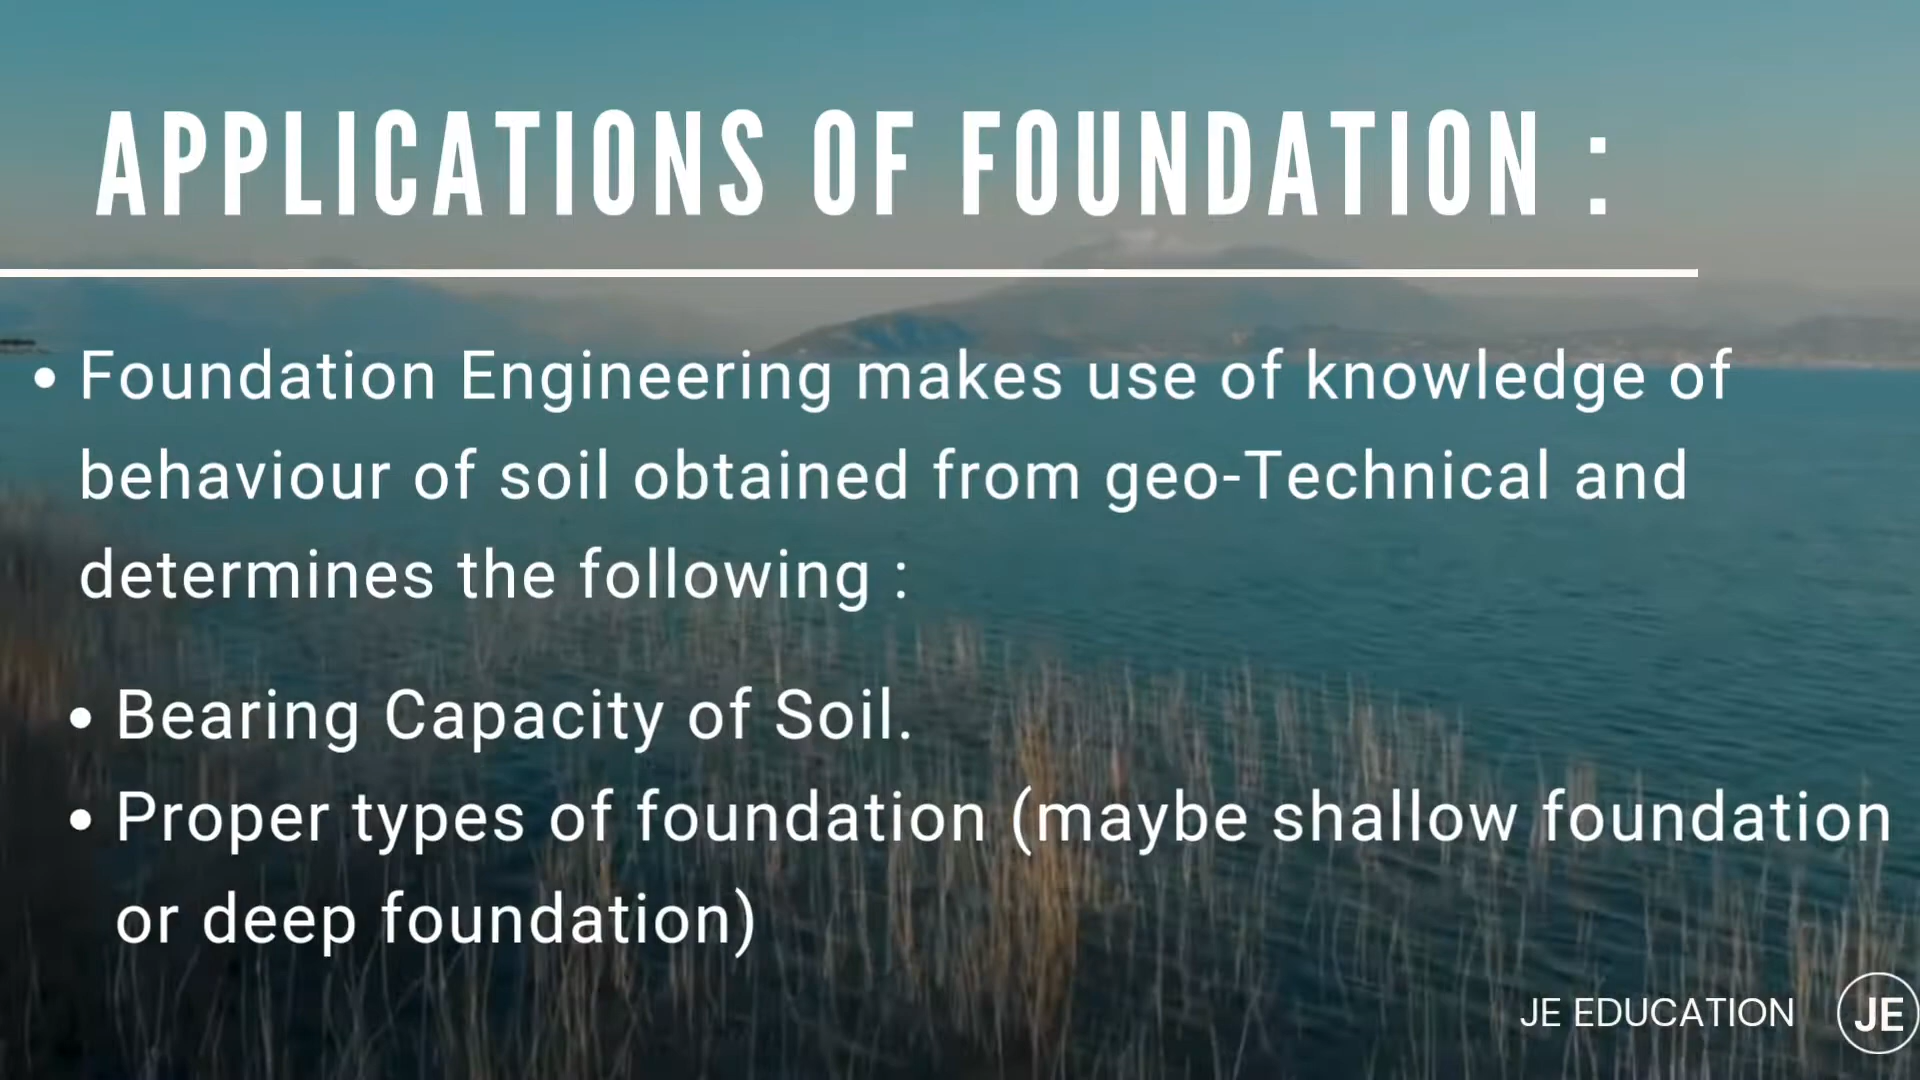 APPLICATIONS OF FOUNDATION :
• Foundation Engineering makes use of knowledge of
behaviour of soil obtained from geo-Technical and
determines the following :
• Bearing Capacity of Soil.
• Proper types of foundation (maybe shallow foundation
or deep foundation)
JE EDUCATION JE